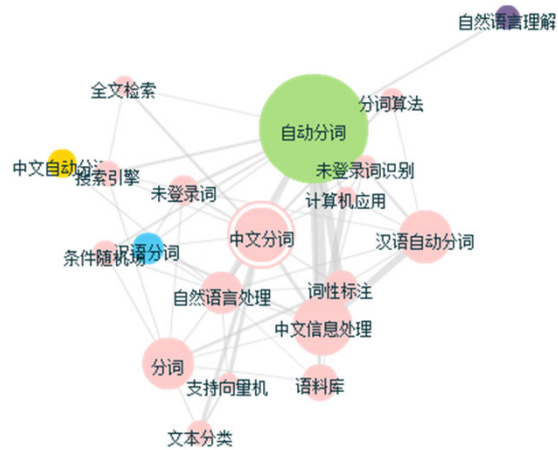 自然语言理解
全文检索
分词算法
自动分词
中文自动分
搜索引擎
未登录词识别
未登录词
计算机应用
中文分词
汉语自动分词
汉语分词
条件随机场
自然语言处理
词性标注
中文信息处理
分词
支持向量机
语料库
文本分类